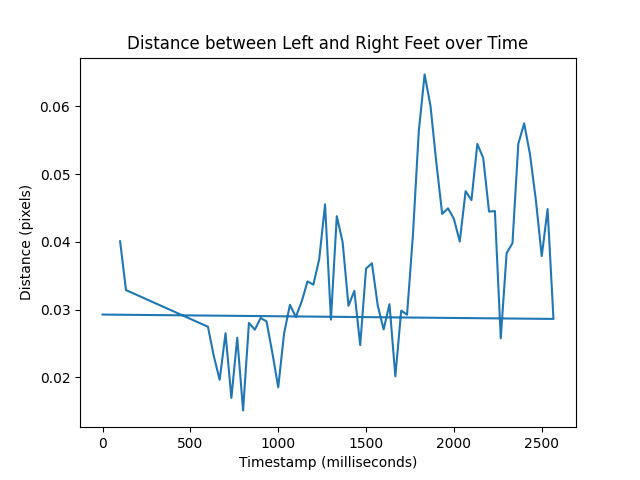 Distance between Left and Right Feet over Time
0.06
0.05
0.04
0.03
0.02
Distance (pixels)
0 500 1000 1500 2000 2500
Timestamp (milliseconds)